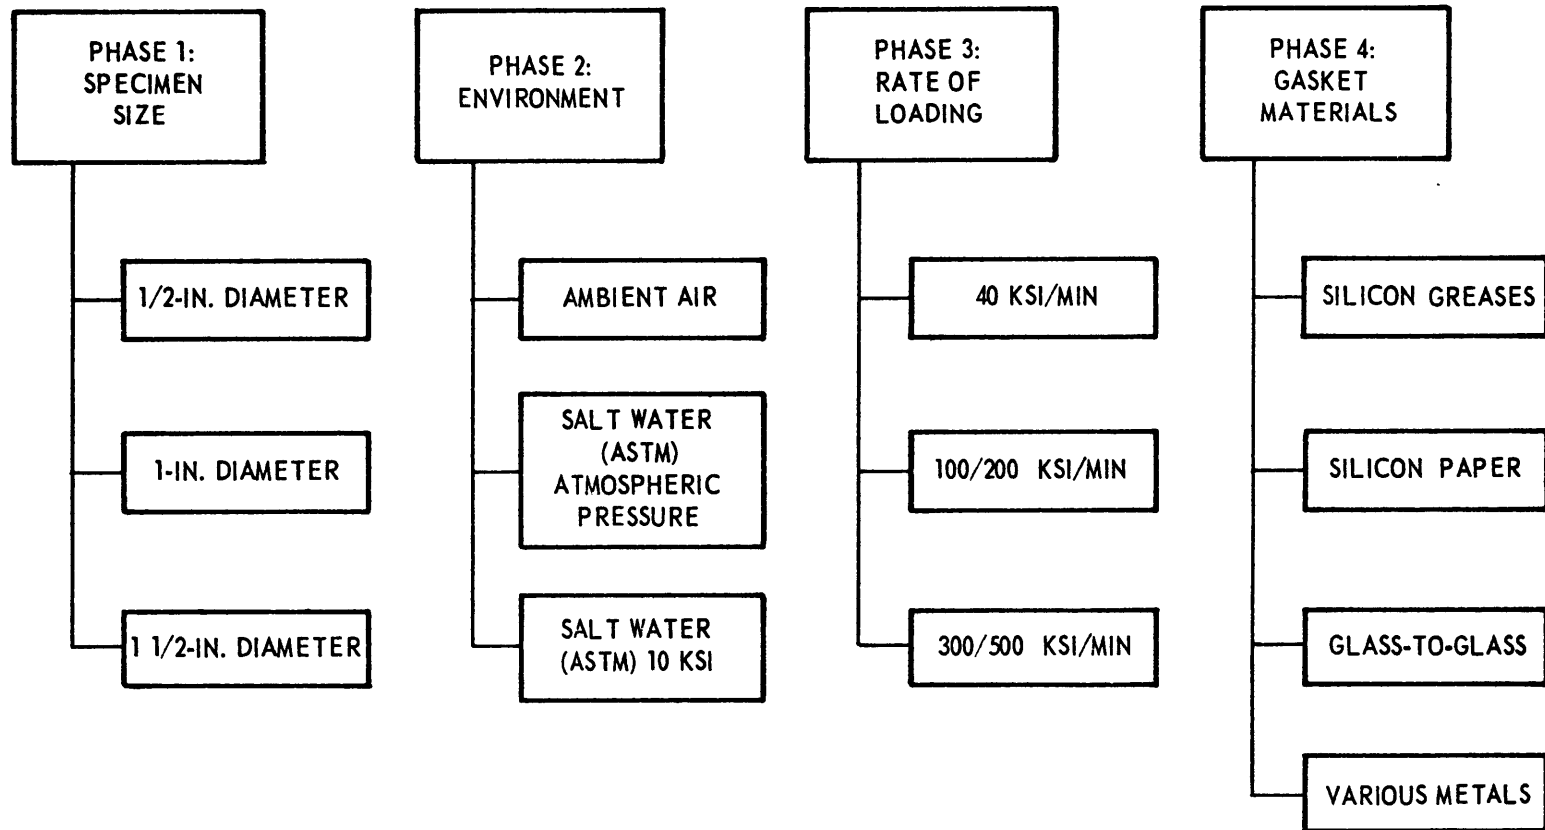 PHASE 1:
SPECIMEN
SIZE
1/2-IN. DIAMETER
1-IN. DIAMETER
1 1/2-IN. DIAMETER
PHASE 2:
ENVIRONMENT
AMBIENT AIR
SALT WATER
(ASTM)
ATMOSPHERIC
PRESSURE
SALT WATER
(ASTM) 10 KSI
PHASE 3:
RATE OF
LOADING
40 KSI/MIN
100/200 KSI/MIN
300/500 KSI/MIN
PHASE 4:
GASKET
MATERIALS
SILICON GREASES
SILICON PAPER
GLASS-TO-GLASS
VARIOUS METALS